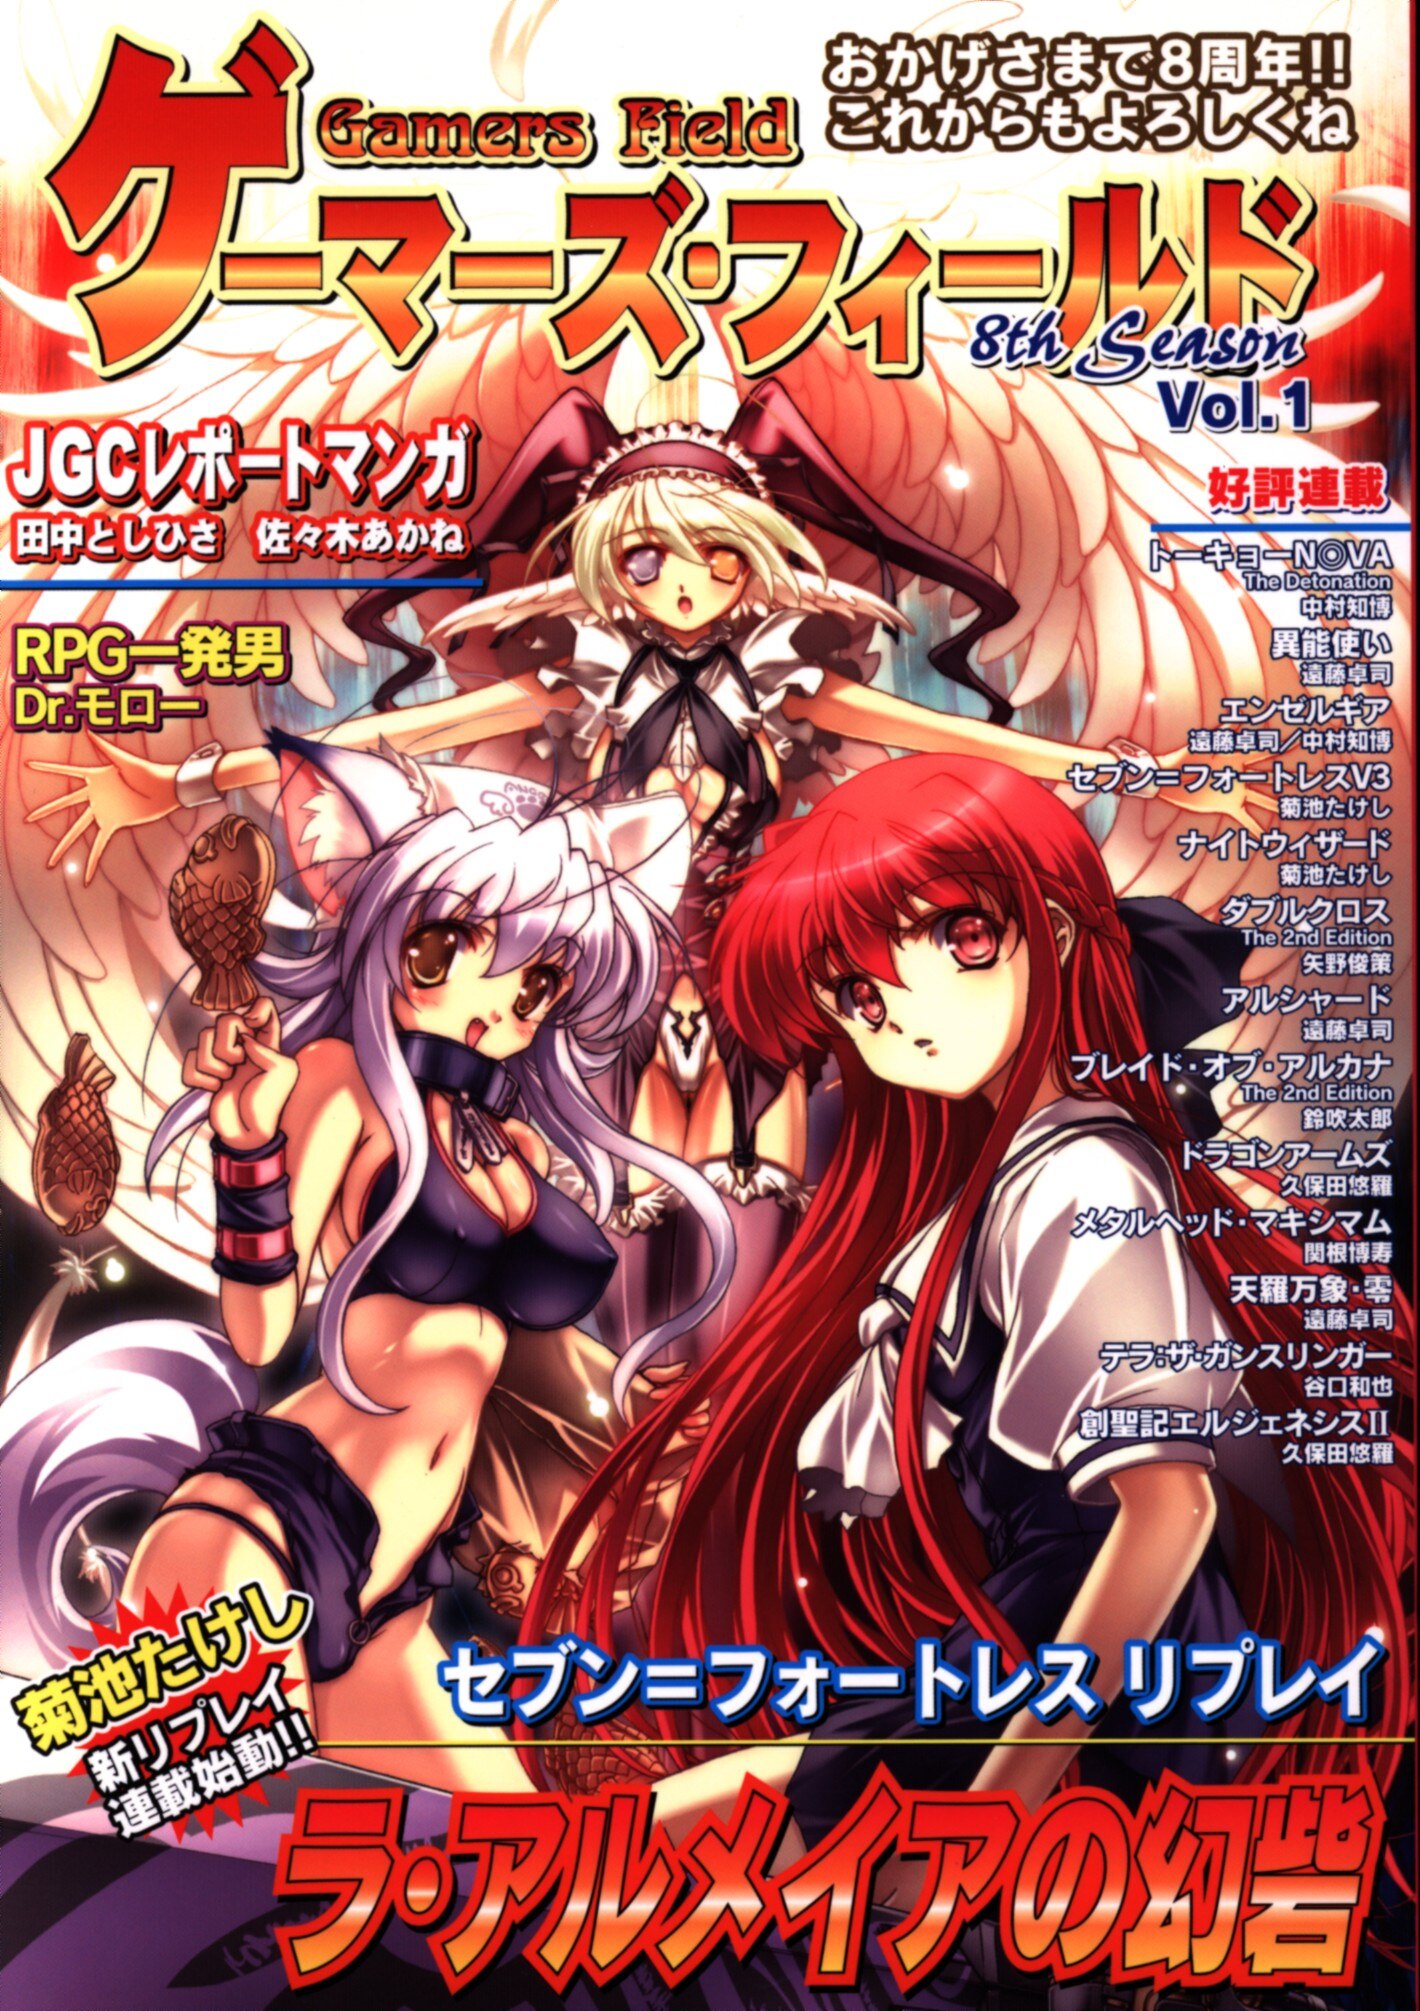 おかげさまで8周年!!
これからもよろしくね
Gamers Field
ゲーマーズ・フィールド
8th Season
Vol.1
JGCレポートマンガ
田中としひさ 佐々木あかね
RPG一発男
Dr.モロー
好評連載
トーキョーN◎VA
The Detonation
中村知博
異能使い
遠藤卓司
エンゼルギア
遠藤卓司/中村知博
セブン=フォートレスV3
菊池たけし
ナイトウィザード
菊池たけし
ダブルクロス
The 2nd Edition
矢野俊策
アルシャード
遠藤卓司
ブレイド・オブ・アルカナ
The 2nd Edition
鈴吹太郎
ドラゴンアームズ
久保田悠羅
メタルヘッド・マキシマム
関根博寿
天羅万象・零
遠藤卓司
テラ:ザ・ガンスリンガー
谷口和也
創聖記エルジェネシスⅡ
久保田悠羅
菊池たけし
新リプレイ
連載始動!!
セブン=フォートレス リプレイ
ラ・アルメイアの幻砦